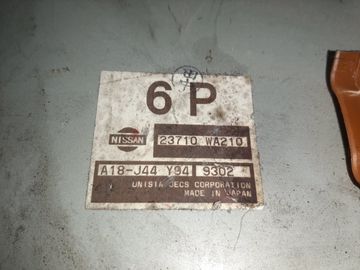 6P
NISSAN
23710 WA210
A18-J44 Y94 9302
UNISIA JECS CORPORATION
MADE IN JAPAN